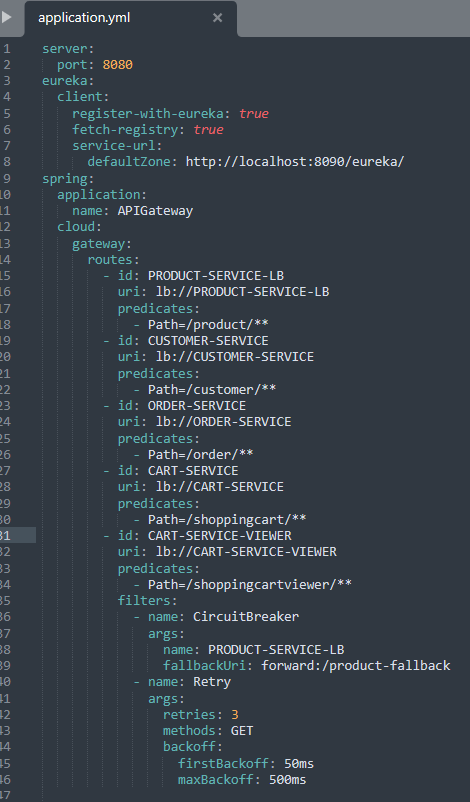 application.yml ×
1 server:
2   port: 8080
3 eureka:
4   client:
5     register-with-eureka: true
6     fetch-registry: true
7     service-url:
8       defaultZone: http://localhost:8090/eureka/
9 spring:
10   application:
11     name: APIGateway
12   cloud:
13     gateway:
14       routes:
15         - id: PRODUCT-SERVICE-LB
16           uri: lb://PRODUCT-SERVICE-LB
17           predicates:
18             - Path=/product/**
19         - id: CUSTOMER-SERVICE
20           uri: lb://CUSTOMER-SERVICE
21           predicates:
22             - Path=/customer/**
23         - id: ORDER-SERVICE
24           uri: lb://ORDER-SERVICE
25           predicates:
26             - Path=/order/**
27         - id: CART-SERVICE
28           uri: lb://CART-SERVICE
29           predicates:
30             - Path=/shoppingcart/**
31         - id: CART-SERVICE-VIEWER
32           uri: lb://CART-SERVICE-VIEWER
33           predicates:
34             - Path=/shoppingcartviewer/**
35           filters:
36             - name: CircuitBreaker
37               args:
38                 name: PRODUCT-SERVICE-LB
39                 fallbackUri: forward:/product-fallback
40             - name: Retry
41               args:
42                 retries: 3
43                 methods: GET
44                 backoff:
45                   firstBackoff: 50ms
46                   maxBackoff: 500ms
47